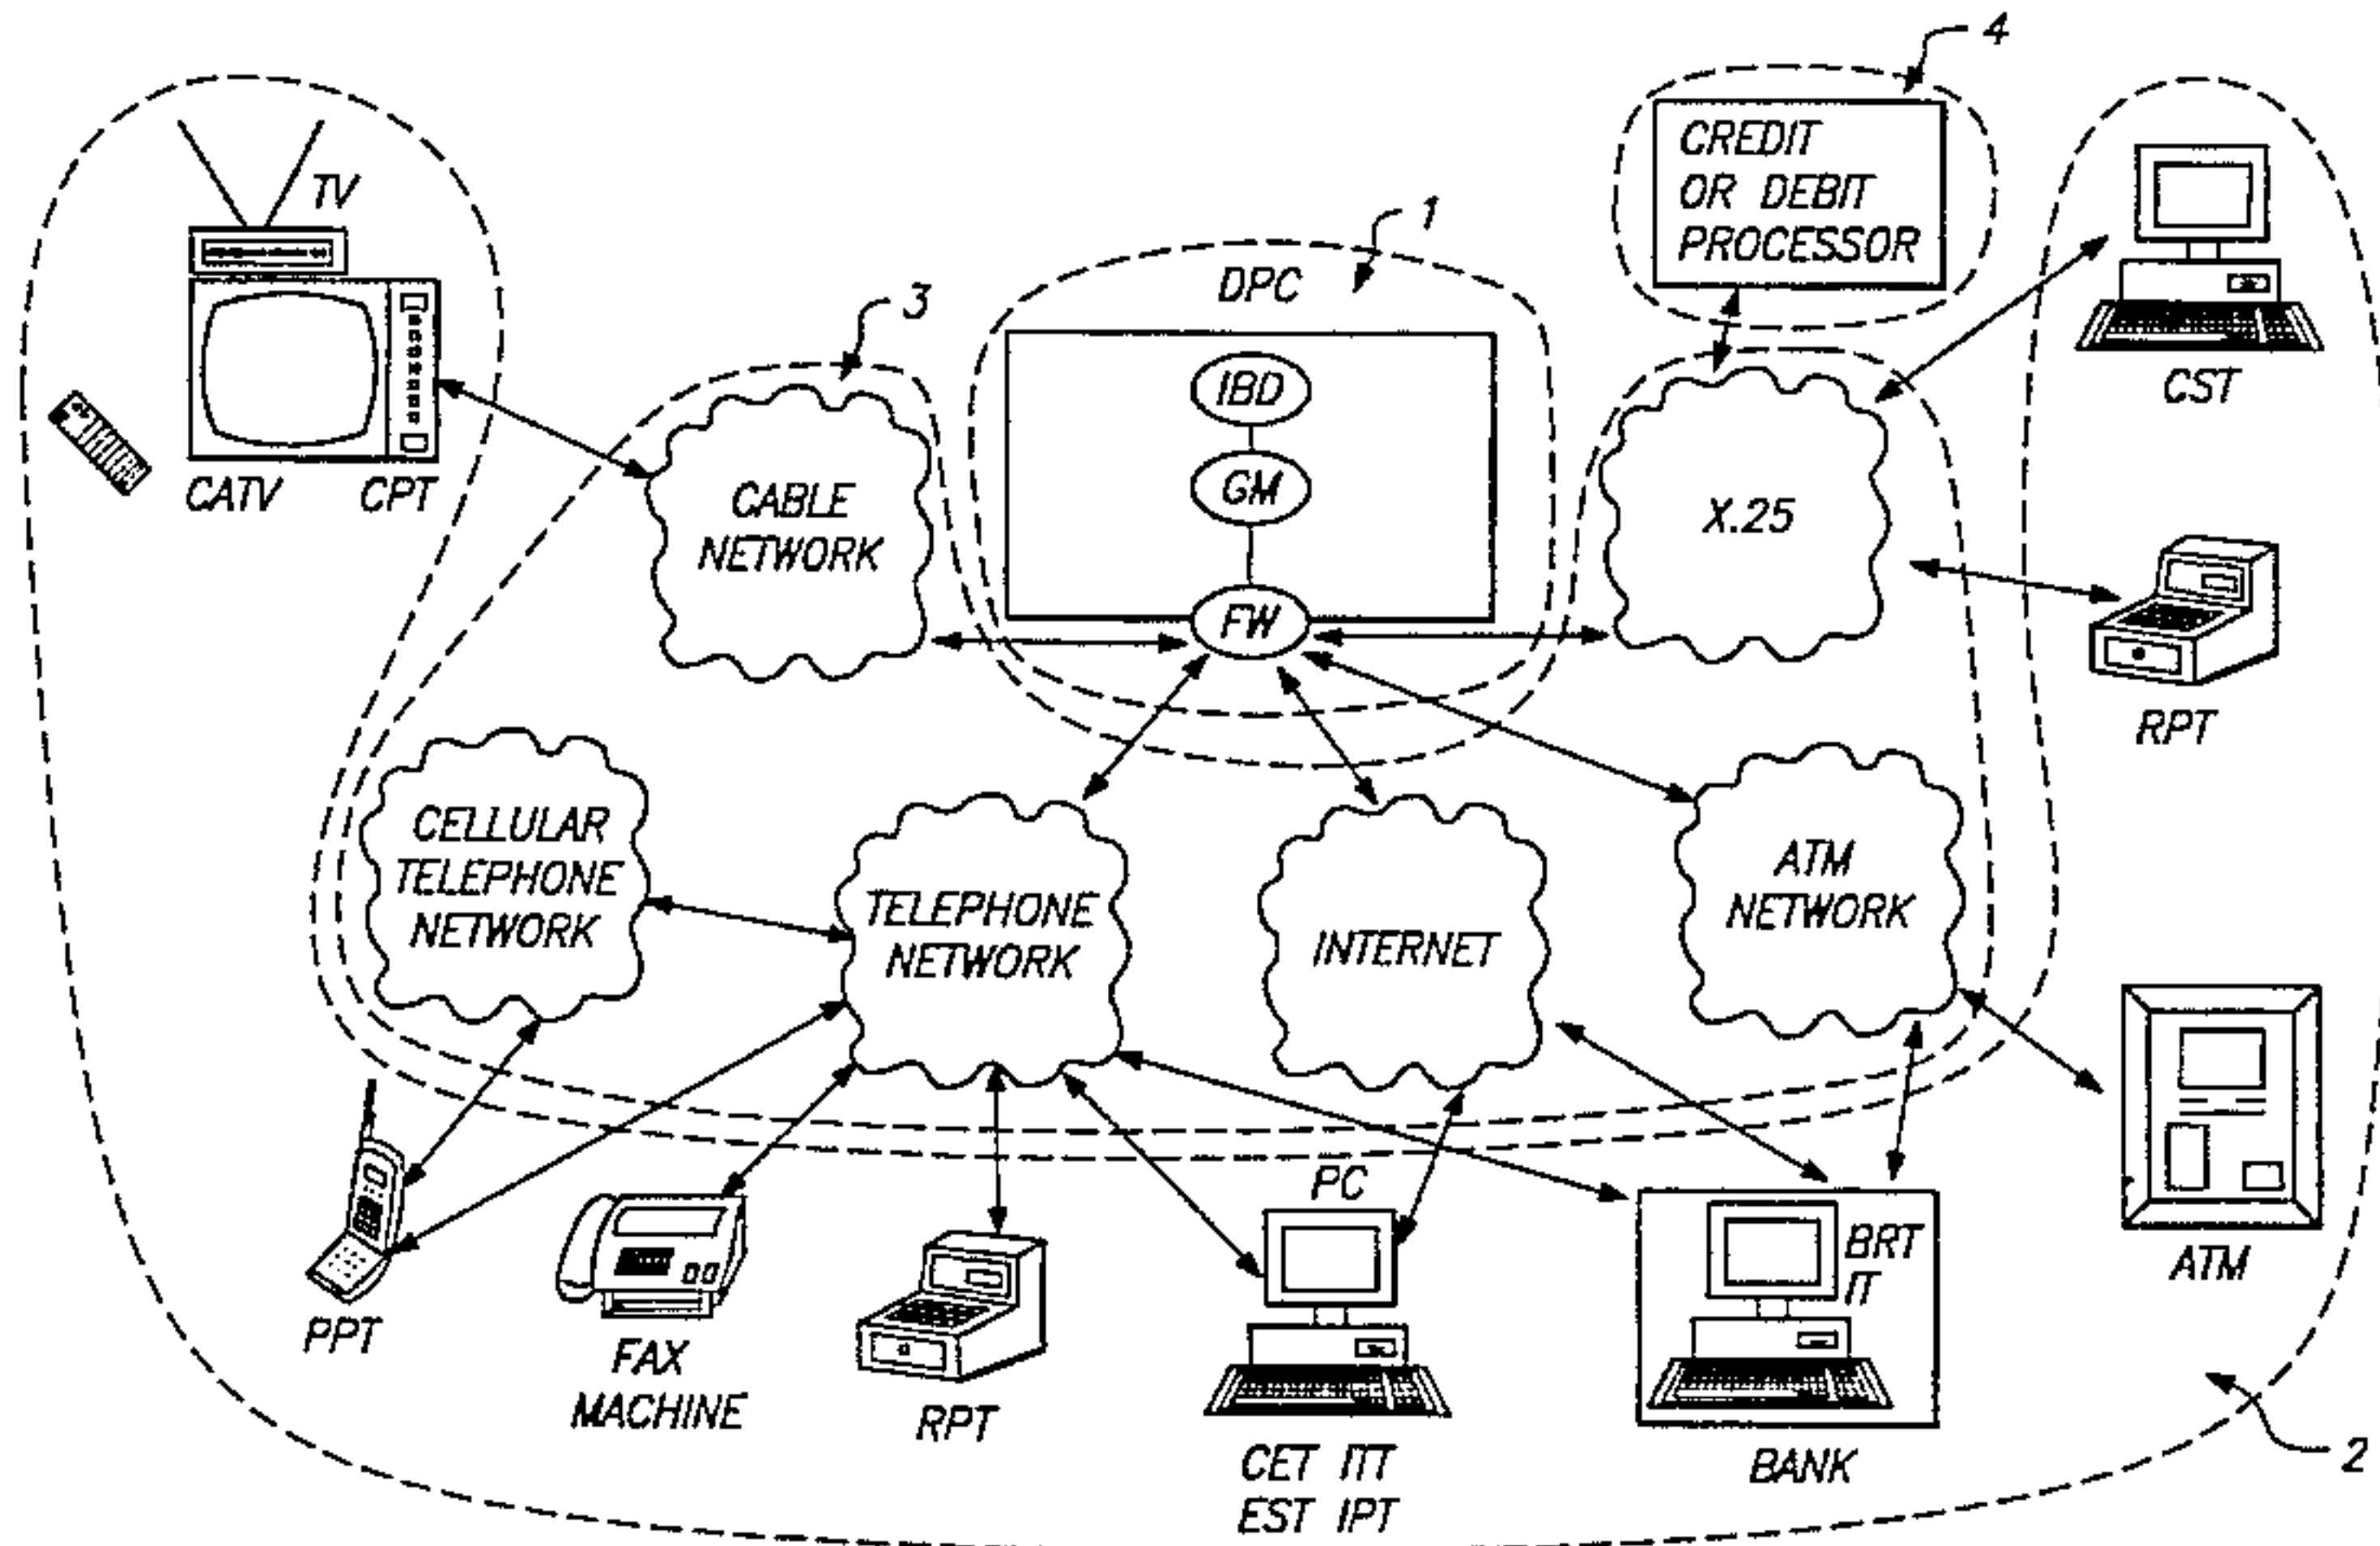 4
CREDIT
OR DEBIT
PROCESSOR
TV
1
DPC
3
IBD
CST
GM
CATV CPT
CABLE
NETWORK
X.25
FW
RPT
CELLULAR
TELEPHONE
NETWORK
TELEPHONE
NETWORK
INTERNET
ATM
NETWORK
PC
BRT
IT
ATM
PPT
FAX
MACHINE
RPT
CET ITT
EST IPT
BANK
2